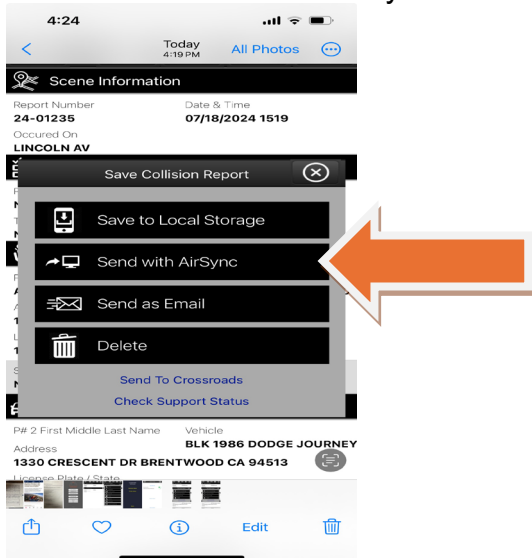 4:24
Today
4:19 PM
All Photos
Scene Information
Report Number
Date & Time
24-01235
07/18/2024 1519
Occured On
LINCOLN AV
Save Collision Report
Save to Local Storage
Send with AirSync
Send as Email
Delete
Send To Crossroads
Check Support Status
P# 2 First Middle Last Name
Vehicle
BLK 1986 DODGE JOURNEY
Address
1330 CRESCENT DR BRENTWOOD CA 94513
License Plate / State
Edit